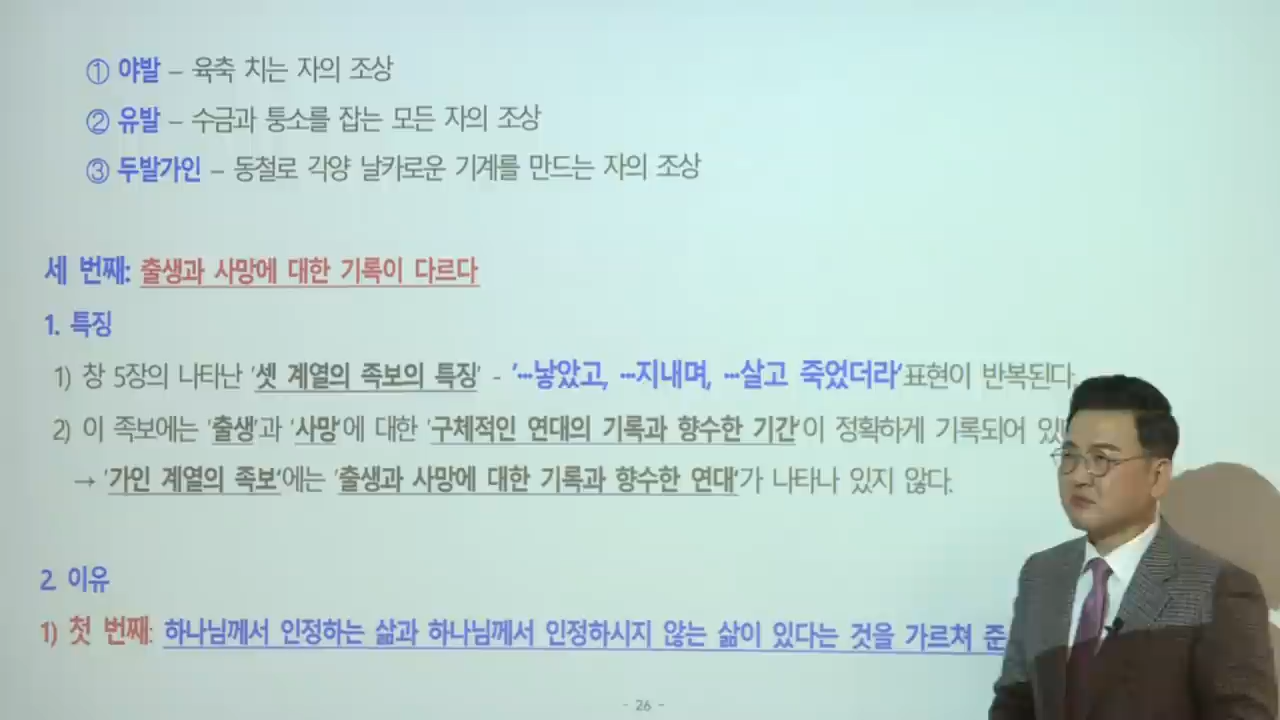 ① 야발 – 육축 치는 자의 조상
② 유발 – 수금과 퉁소를 잡는 모든 자의 조상
③ 두발가인 – 동철로 각양 날카로운 기계를 만드는 자의 조상
세 번째: 출생과 사망에 대한 기록이 다르다
1. 특징
1) 창 5장의 나타난 '셋 계열의 족보의 특징' - '…낳았고, …지내며, …살고 죽었더라'표현이 반복된다.
2) 이 족보에는 '출생'과 '사망'에 대한 '구체적인 연대의 기록과 향수한 기간'이 정확하게 기록되어
→ '가인 계열의 족보'에는 '출생과 사망에 대한 기록과 향수한 연대'가 나타나 있지 않다.
2. 이유
1) 첫 번째: 하나님께서 인정하는 삶과 하나님께서 인정하시지 않는 삶이 있다는 것을 가르쳐 준
- 26 -